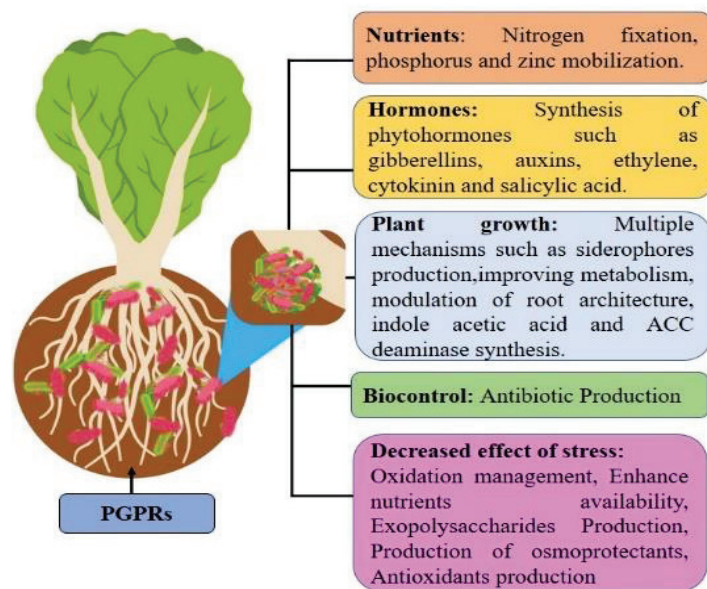 Nutrients: Nitrogen fixation,
phosphorus and zinc mobilization.
Hormones: Synthesis of
phytohormones such as
gibberellins, auxins, ethylene,
cytokinin and salicylic acid.
Plant growth: Multiple
mechanisms such as siderophores
production,improving metabolism,
modulation of root architecture,
indole acetic acid and ACC
deaminase synthesis.
Biocontrol: Antibiotic Production
Decreased effect of stress:
Oxidation management, Enhance
nutrients availability,
Exopolysaccharides Production,
Production of osmoprotectants,
Antioxidants production
PGPRs